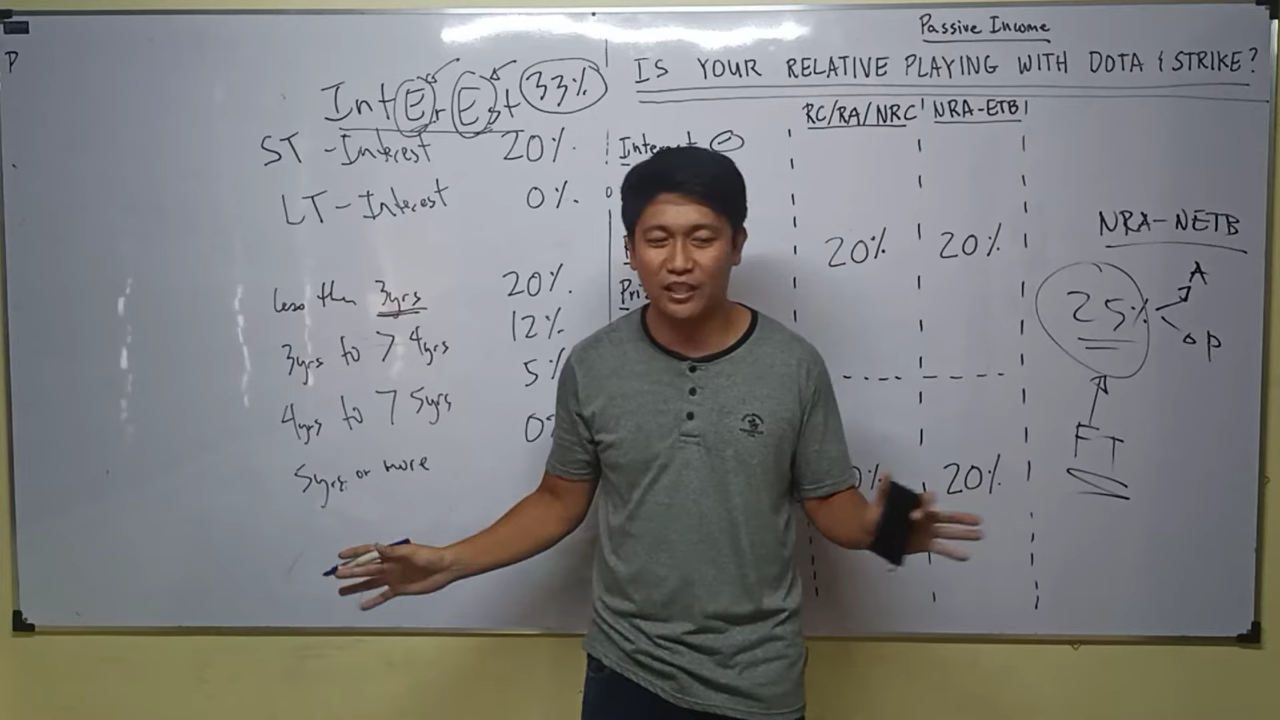 Passive Income
IS YOUR RELATIVE PLAYING WITH DOTA & STRIKE?
P
IntErEst 33%
ST - Interest 20%
LT - Interest 0%
less than 3yrs 20%
3yrs to > 4yrs 12%
4yrs to 7 5yrs 5%
5yrs or more
RC/RA/NRC NRA-ETB
20% 20%
20%
NRA-NETB
25%
A
OP
FT